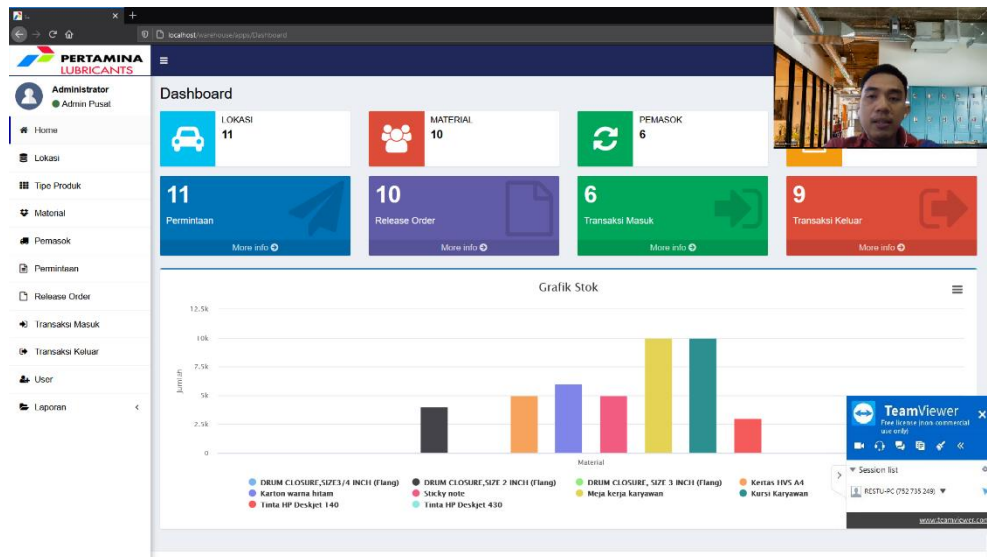 localhost/warehouse/apps/Dashboard
PERTAMINA
LUBRICANTS
Administrator
Admin Pusat
Home
Lokasi
Tipe Produk
Material
Pemasok
Permintaan
Release Order
Transaksi Masuk
Transaksi Keluar
User
Laporan
Dashboard
LOKASI
11
MATERIAL
10
PEMASOK
6
11
Permintaan
More info
10
Release Order
More info
6
Transaksi Masuk
More info
9
Transaksi Keluar
More info
Grafik Stok
12.5k
10k
7.5k
5k
2.5k
0
Jumlah
Material
DRUM CLOSURE,SIZE3/4 INCH (Flang)
DRUM CLOSURE,SIZE 2 INCH (Flang)
DRUM CLOSURE, SIZE 3 INCH (Flang)
Kertas HVS A4
Karton warna hitam
Sticky note
Meja kerja karyawan
Kursi Karyawan
Tinta HP Deskjet 140
Tinta HP Deskjet 430
TeamViewer
Free license (non-commercial
use only)
Session list
RESTU-PC (752 735 249)
www.teamviewer.com